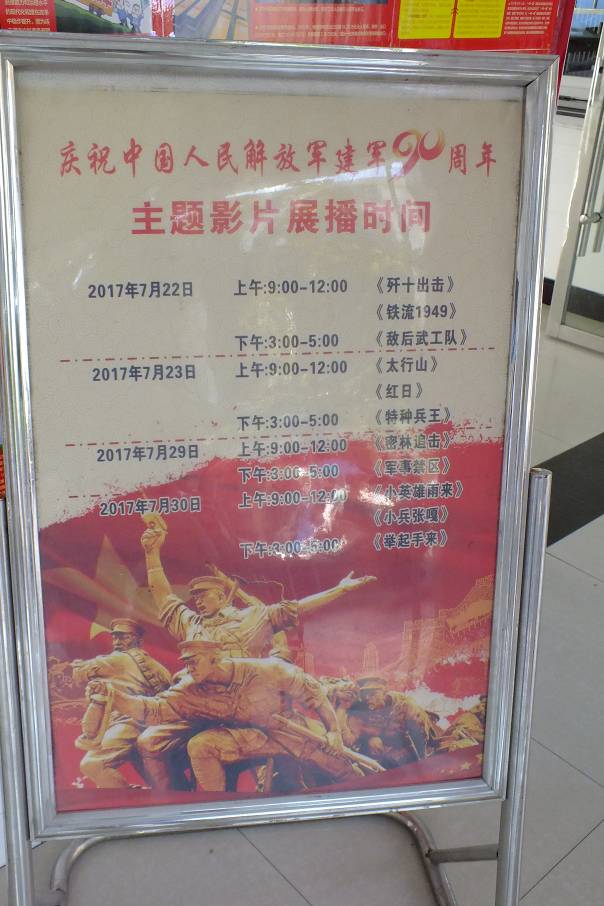 庆祝中国人民解放军建军90周年
主题影片展播时间
2017年7月22日 上午:9:00-12:00 《歼十出击》
《铁流1949》
下午:3:00-5:00 《敌后武工队》
2017年7月23日 上午:9:00-12:00 《太行山》
《红日》
下午:3:00-5:00 《特种兵王》
2017年7月29日 上午:9:00-12:00 《密林追击》
下午:3:00-5:00 《军事禁区》
2017年7月30日 上午:9:00-12:00 《小英雄雨来》
《小兵张嘎》
下午:3:00-5:00 《举起手来》